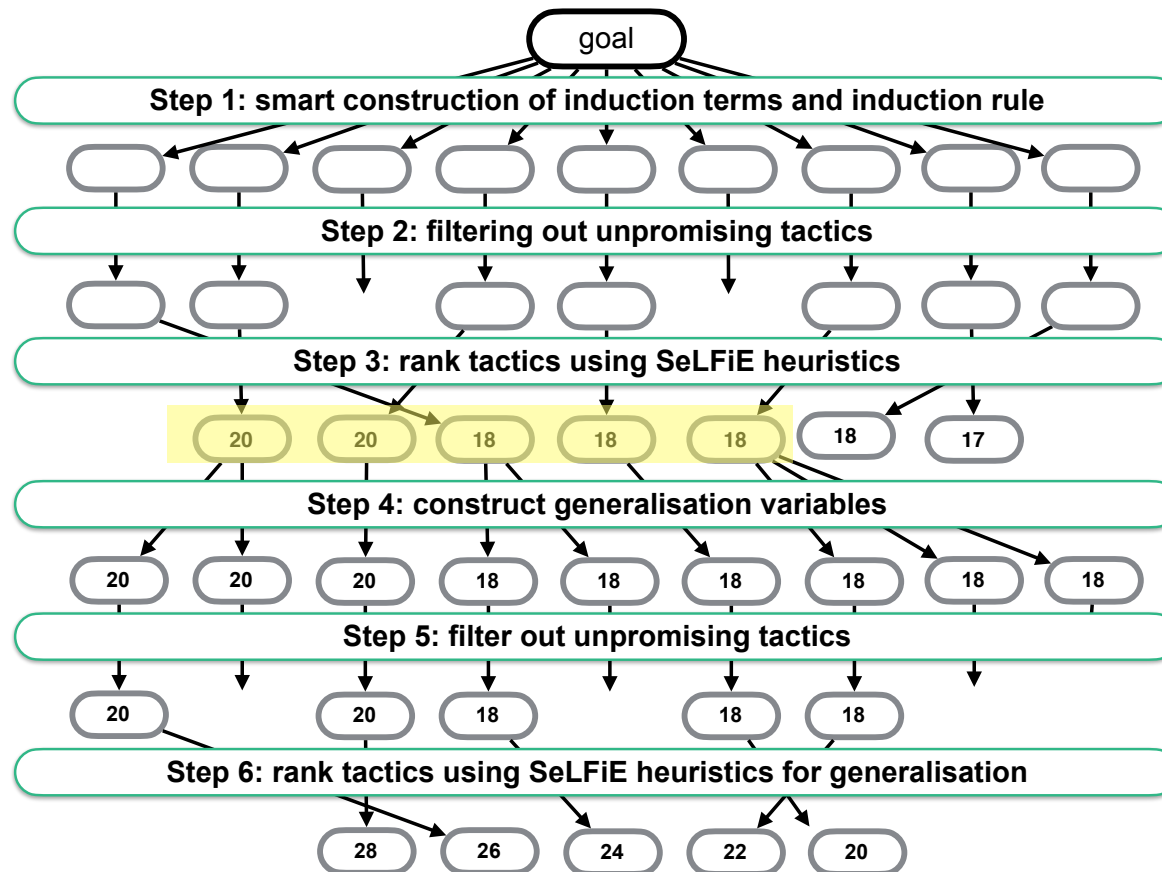 goal
Step 1: smart construction of induction terms and induction rule
Step 2: filtering out unpromising tactics
Step 3: rank tactics using SeLFiE heuristics
20 20 18 18 18 18 17
Step 4: construct generalisation variables
20 20 20 18 18 18 18 18 18
Step 5: filter out unpromising tactics
20 20 18 18 18
Step 6: rank tactics using SeLFiE heuristics for generalisation
28 26 24 22 20